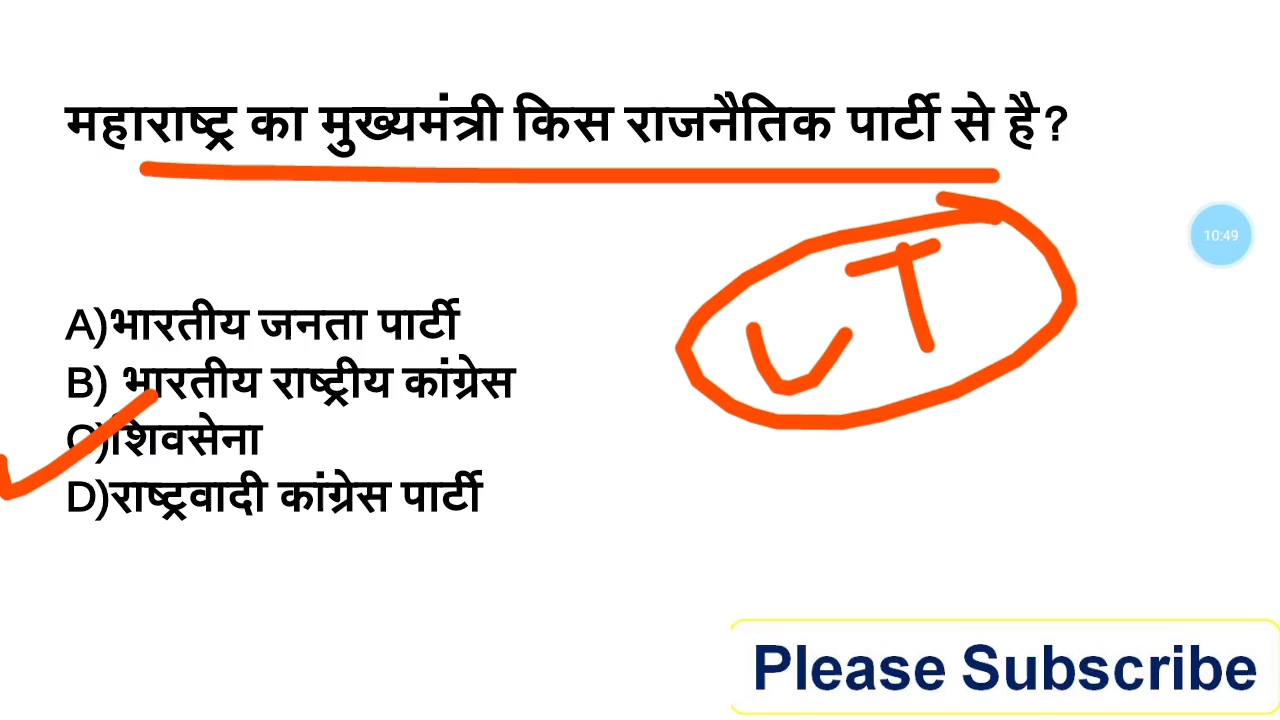 महाराष्ट्र का मुख्यमंत्री किस राजनैतिक पार्टी से है?
UT
10:49
A)भारतीय जनता पार्टी
B) भारतीय राष्ट्रीय कांग्रेस
C)शिवसेना
D)राष्ट्रवादी कांग्रेस पार्टी
Please Subscribe